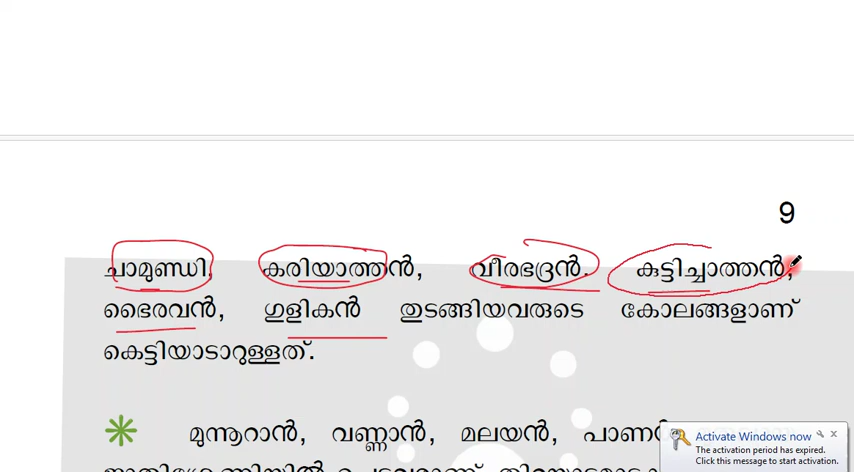 9
ചാമുണ്ഡി, കരിയാത്തൻ, വീരഭദ്രൻ. കുട്ടിച്ചാത്തൻ,
ഭൈരവൻ, ഗുളികൻ തുടങ്ങിയവരുടെ കോലങ്ങളാണ്
കെട്ടിയാടാറുള്ളത്.
മുന്നൂറാൻ, വണ്ണാൻ, മലയൻ, പാണൻ
Activate Windows now
The activation period has expired.
Click this message to start activation.